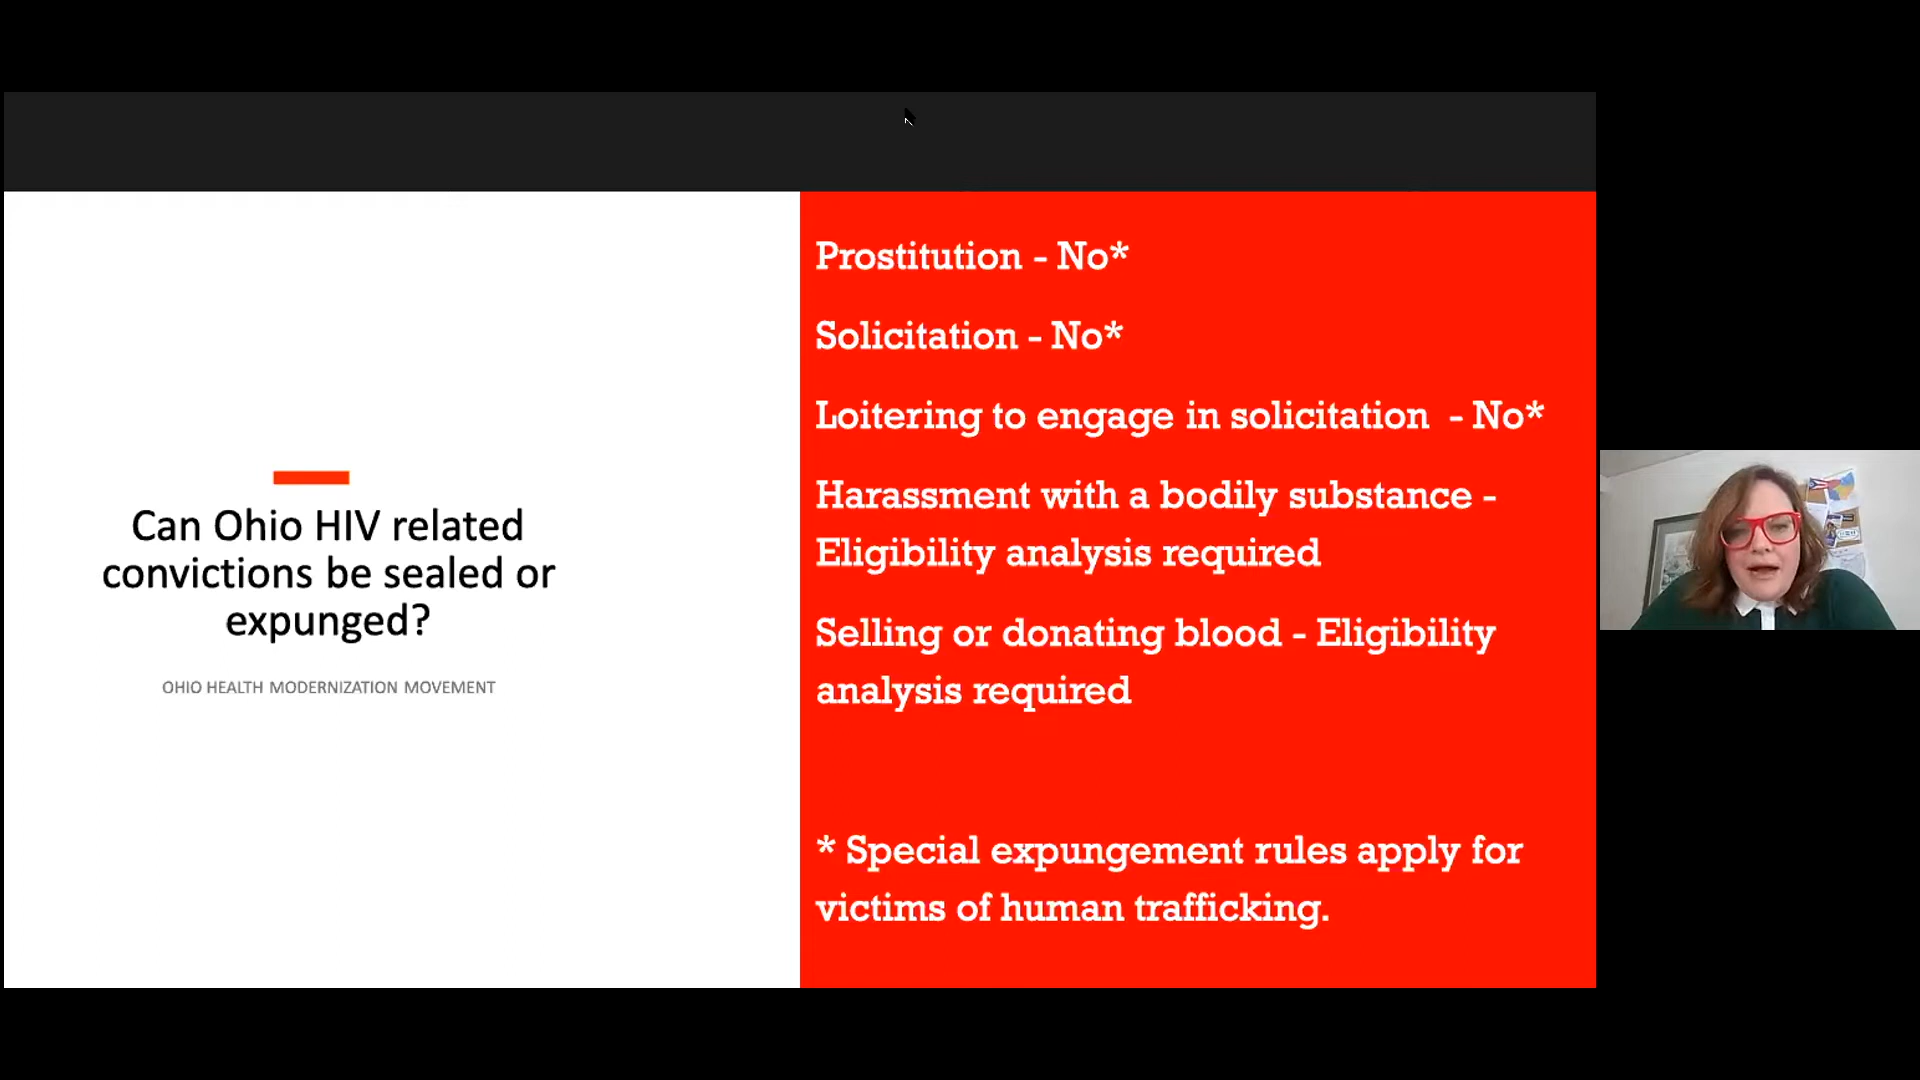 Can Ohio HIV related
convictions be sealed or
expunged?
OHIO HEALTH MODERNIZATION MOVEMENT
Prostitution - No*
Solicitation - No*
Loitering to engage in solicitation  - No*
Harassment with a bodily substance -
Eligibility analysis required
Selling or donating blood - Eligibility
analysis required
* Special expungement rules apply for
victims of human trafficking.